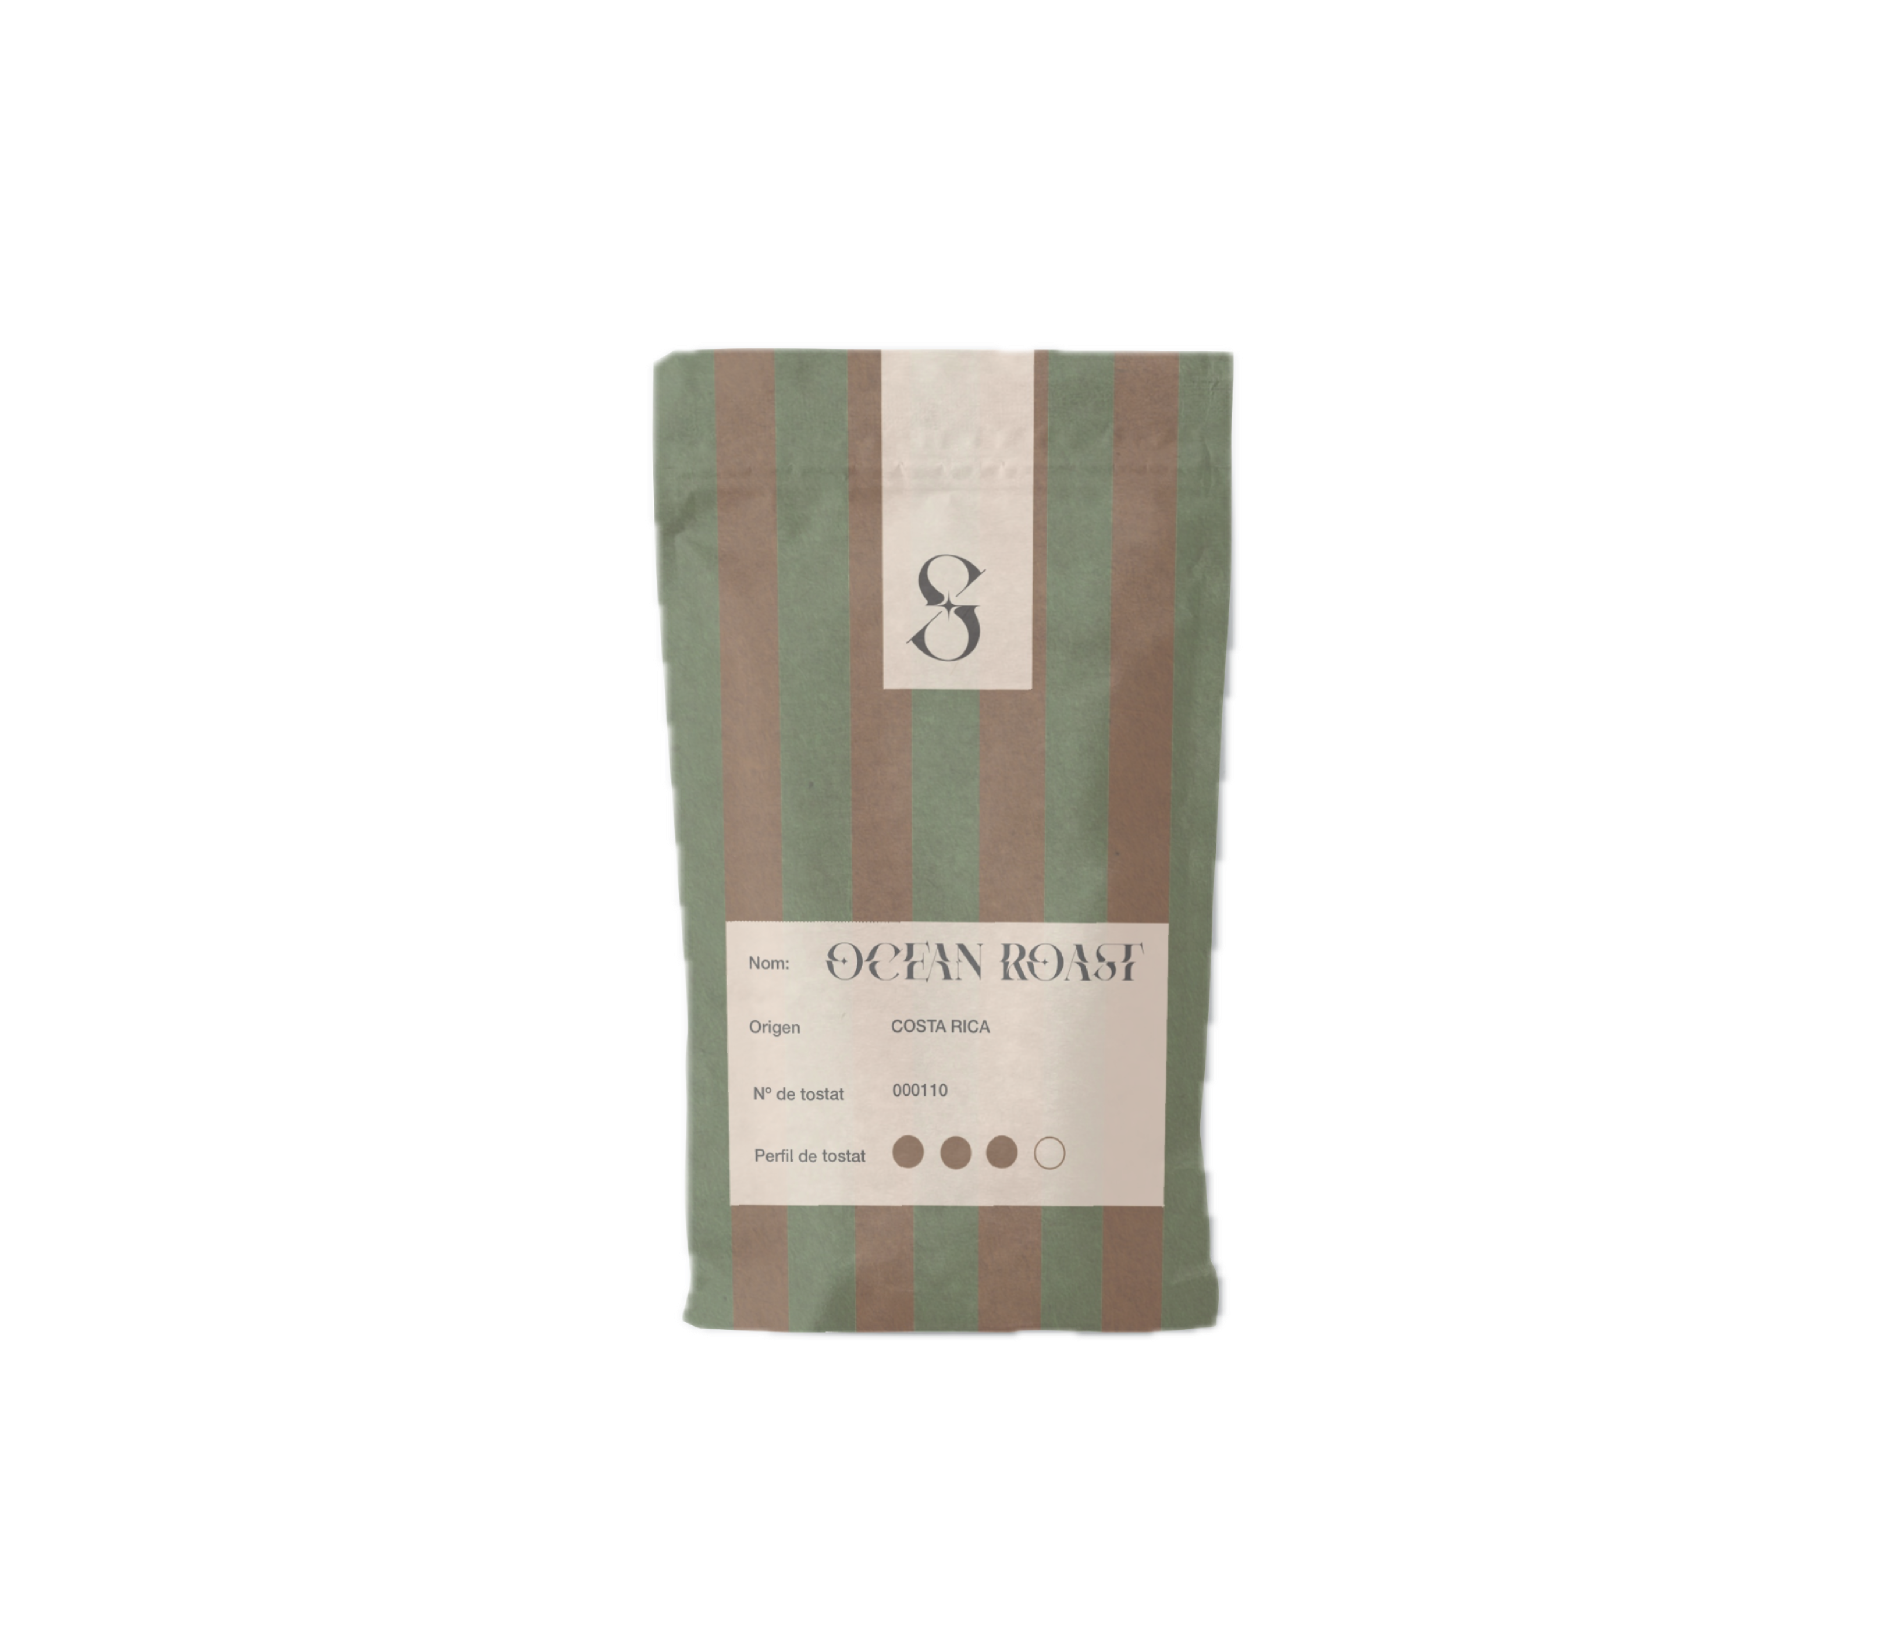 S
Nom: OCEAN ROAST
Origen COSTA RICA
Nº de tostat 000110
Perfil de tostat